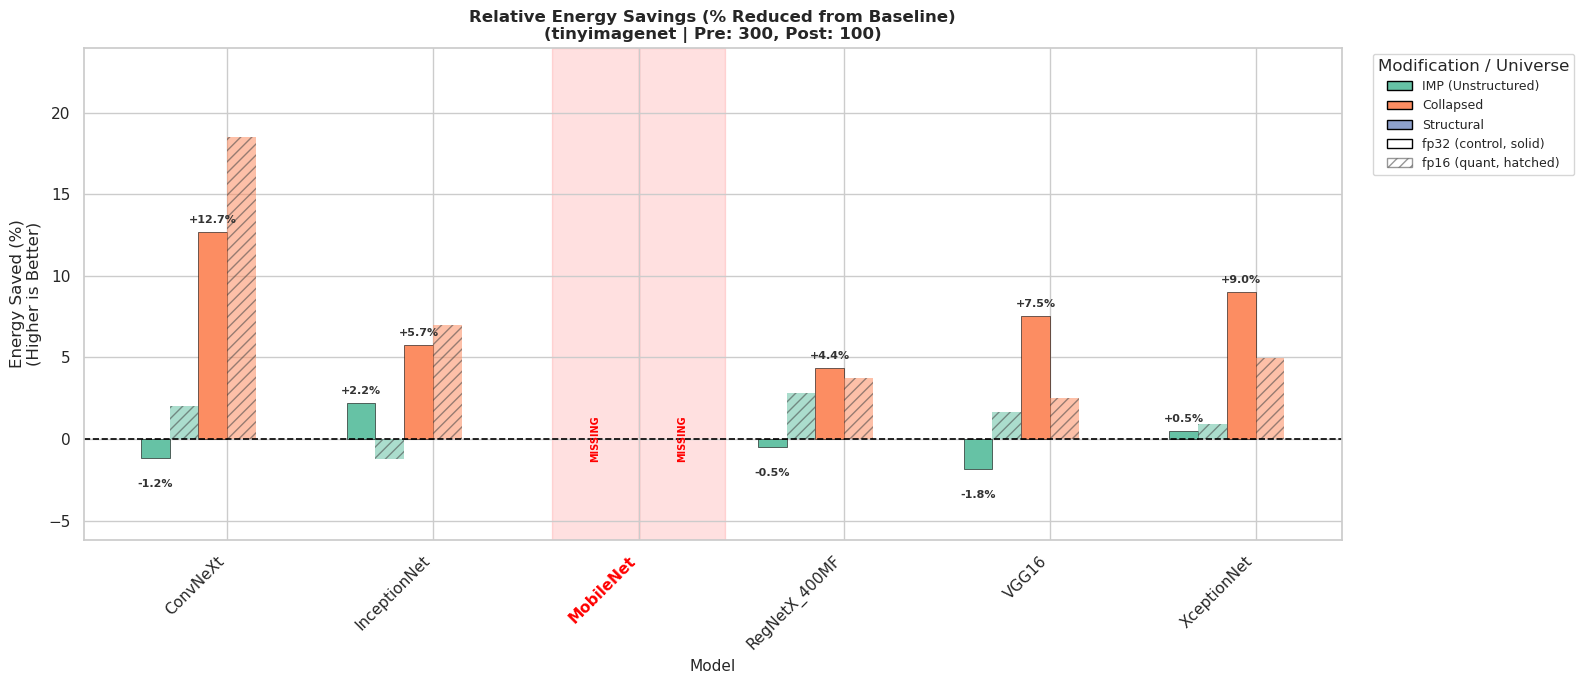 Relative Energy Savings (% Reduced from Baseline)
(tinyimagenet | Pre: 300, Post: 100)
Energy Saved (%)
(Higher is Better)
20
15
10
5
0
−5
+12.7%
-1.2%
+2.2%
+5.7%
MISSING
MISSING
-0.5%
+4.4%
-1.8%
+7.5%
+0.5%
+9.0%
ConvNeXt
InceptionNet
MobileNet
RegNetX_400MF
VGG16
XceptionNet
Model
Modification / Universe
IMP (Unstructured)
Collapsed
Structural
fp32 (control, solid)
fp16 (quant, hatched)